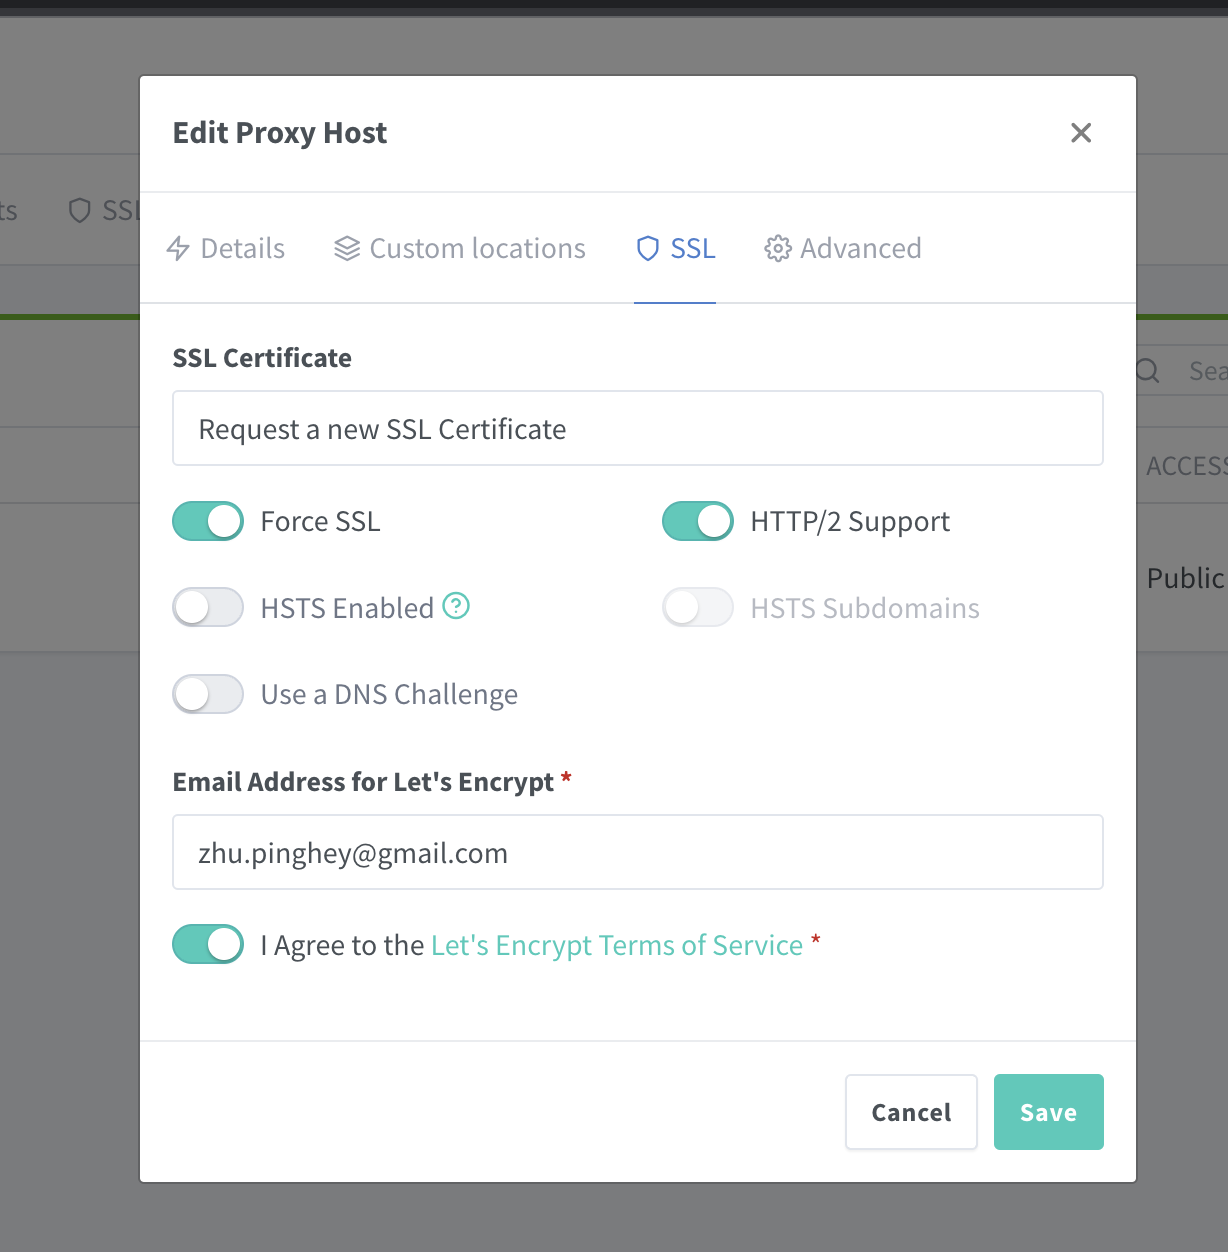 Edit Proxy Host
ts
SSL
Details
Custom locations
SSL
Advanced
SSL Certificate
Sea
Request a new SSL Certificate
ACCESS
Force SSL
HTTP/2 Support
Public
HSTS Enabled ?
HSTS Subdomains
Use a DNS Challenge
Email Address for Let's Encrypt *
zhu.pinghey@gmail.com
I Agree to the Let's Encrypt Terms of Service *
Cancel
Save